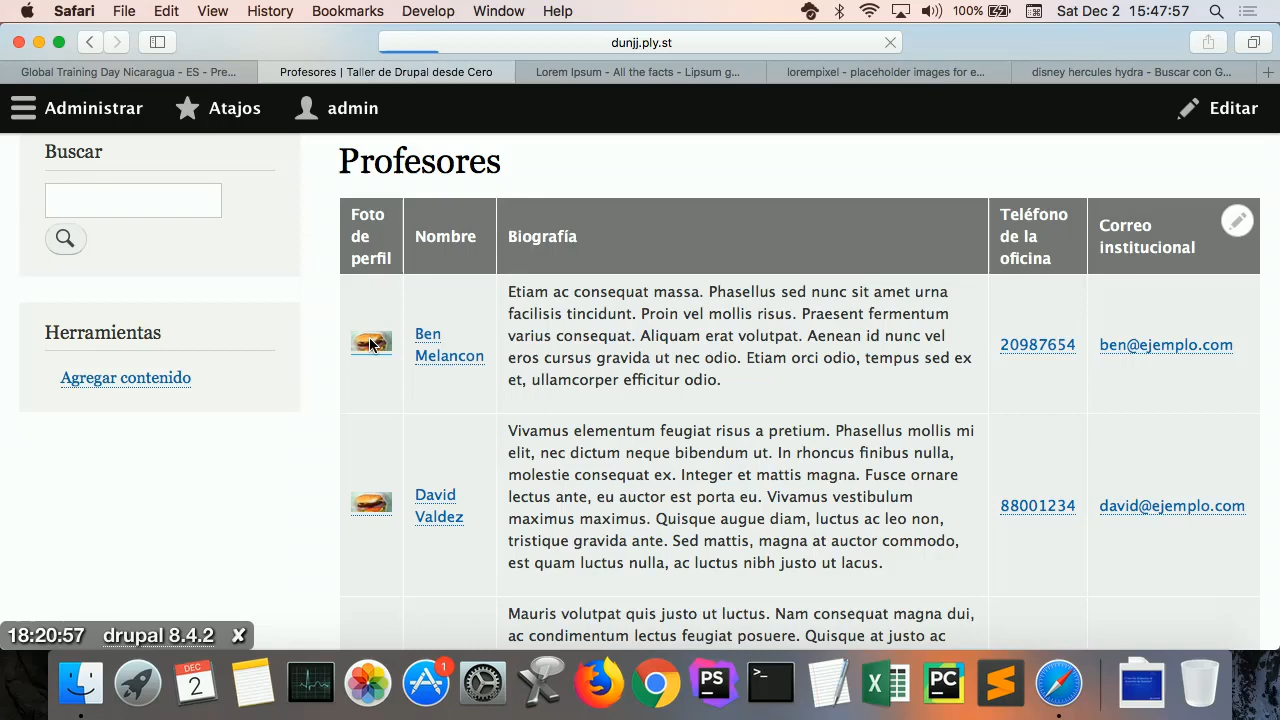 Safari File Edit View History Bookmarks Develop Window Help 100% Sat Dec 2 15:47:57
dunjj.ply.st
Global Training Day Nicaragua - ES - Pre... Profesores | Taller de Drupal desde Cero Lorem Ipsum - All the facts - Lipsum g... lorempixel - placeholder images for e... disney hercules hydra - Buscar con G...
Administrar Atajos admin Editar
Buscar
Herramientas
Agregar contenido
Profesores
Foto de perfil Nombre Biografía Teléfono de la oficina Correo institucional
Etiam ac consequat massa. Phasellus sed nunc sit amet urna
facilisis tincidunt. Proin vel mollis risus. Praesent fermentum
Ben Melancon
varius consequat. Aliquam erat volutpat. Aenean id nunc vel
20987654 ben@ejemplo.com
eros cursus gravida ut nec odio. Etiam orci odio, tempus sed ex
et, ullamcorper efficitur odio.
Vivamus elementum feugiat risus a pretium. Phasellus mollis mi
elit, nec dictum neque bibendum ut. In rhoncus finibus nulla,
molestie consequat ex. Integer et mattis magna. Fusce ornare
David Valdez
lectus ante, eu auctor est porta eu. Vivamus vestibulum
88001234 david@ejemplo.com
maximus maximus. Quisque augue diam, luctus ac leo non,
tristique gravida ante. Sed mattis, magna at auctor commodo,
est quam luctus nulla, ac luctus nibh justo ut lacus.
Mauris volutpat quis justo ut luctus. Nam consequat magna dui,
ac condimentum lectus feugiat posuere. Quisque at justo ac
18:20:57 drupal 8.4.2 ✘
DEC
2
1
PS
PC